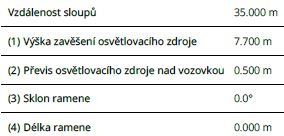 Vzdálenost sloupů 35.000 m
(1) Výška zavěšení osvětlovacího zdroje 7.700 m
(2) Převis osvětlovacího zdroje nad vozovkou 0.500 m
(3) Sklon ramene 0.0°
(4) Délka ramene 0.000 m